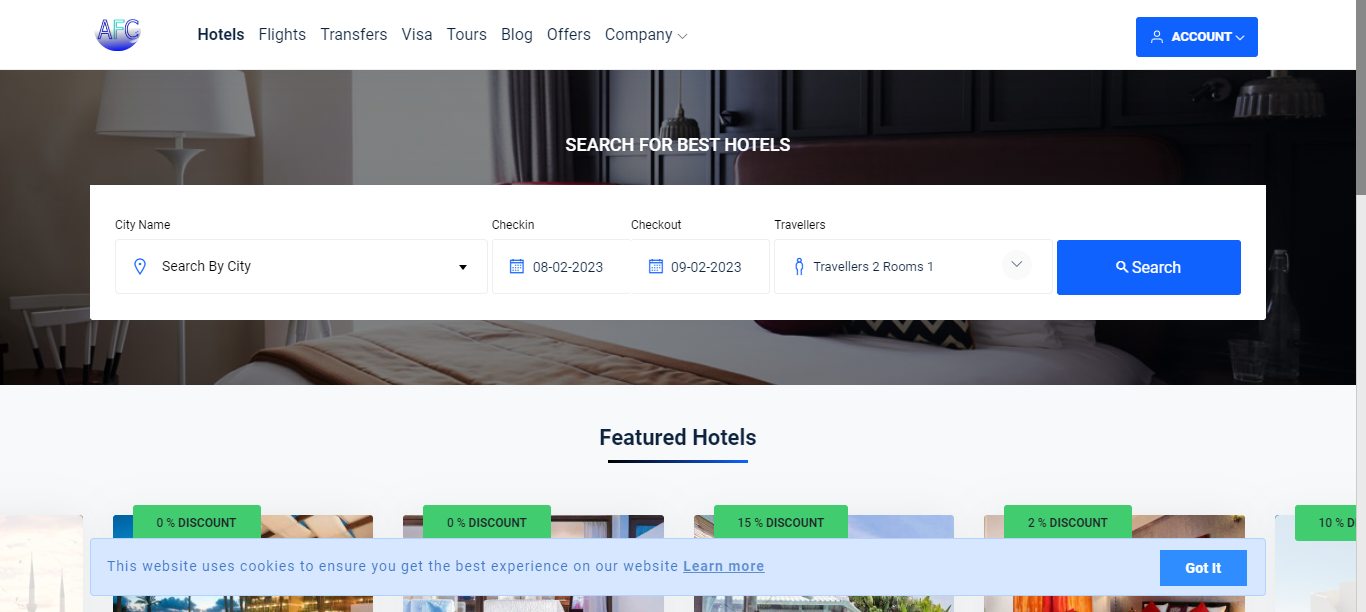 AFC
Hotels Flights Transfers Visa Tours Blog Offers Company
ACCOUNT
SEARCH FOR BEST HOTELS
City Name Checkin Checkout Travellers
Search By City 08-02-2023 09-02-2023 Travellers 2 Rooms 1 Search
Featured Hotels
0 % DISCOUNT 0 % DISCOUNT 15 % DISCOUNT 2 % DISCOUNT 10 % D
This website uses cookies to ensure you get the best experience on our website Learn more Got It